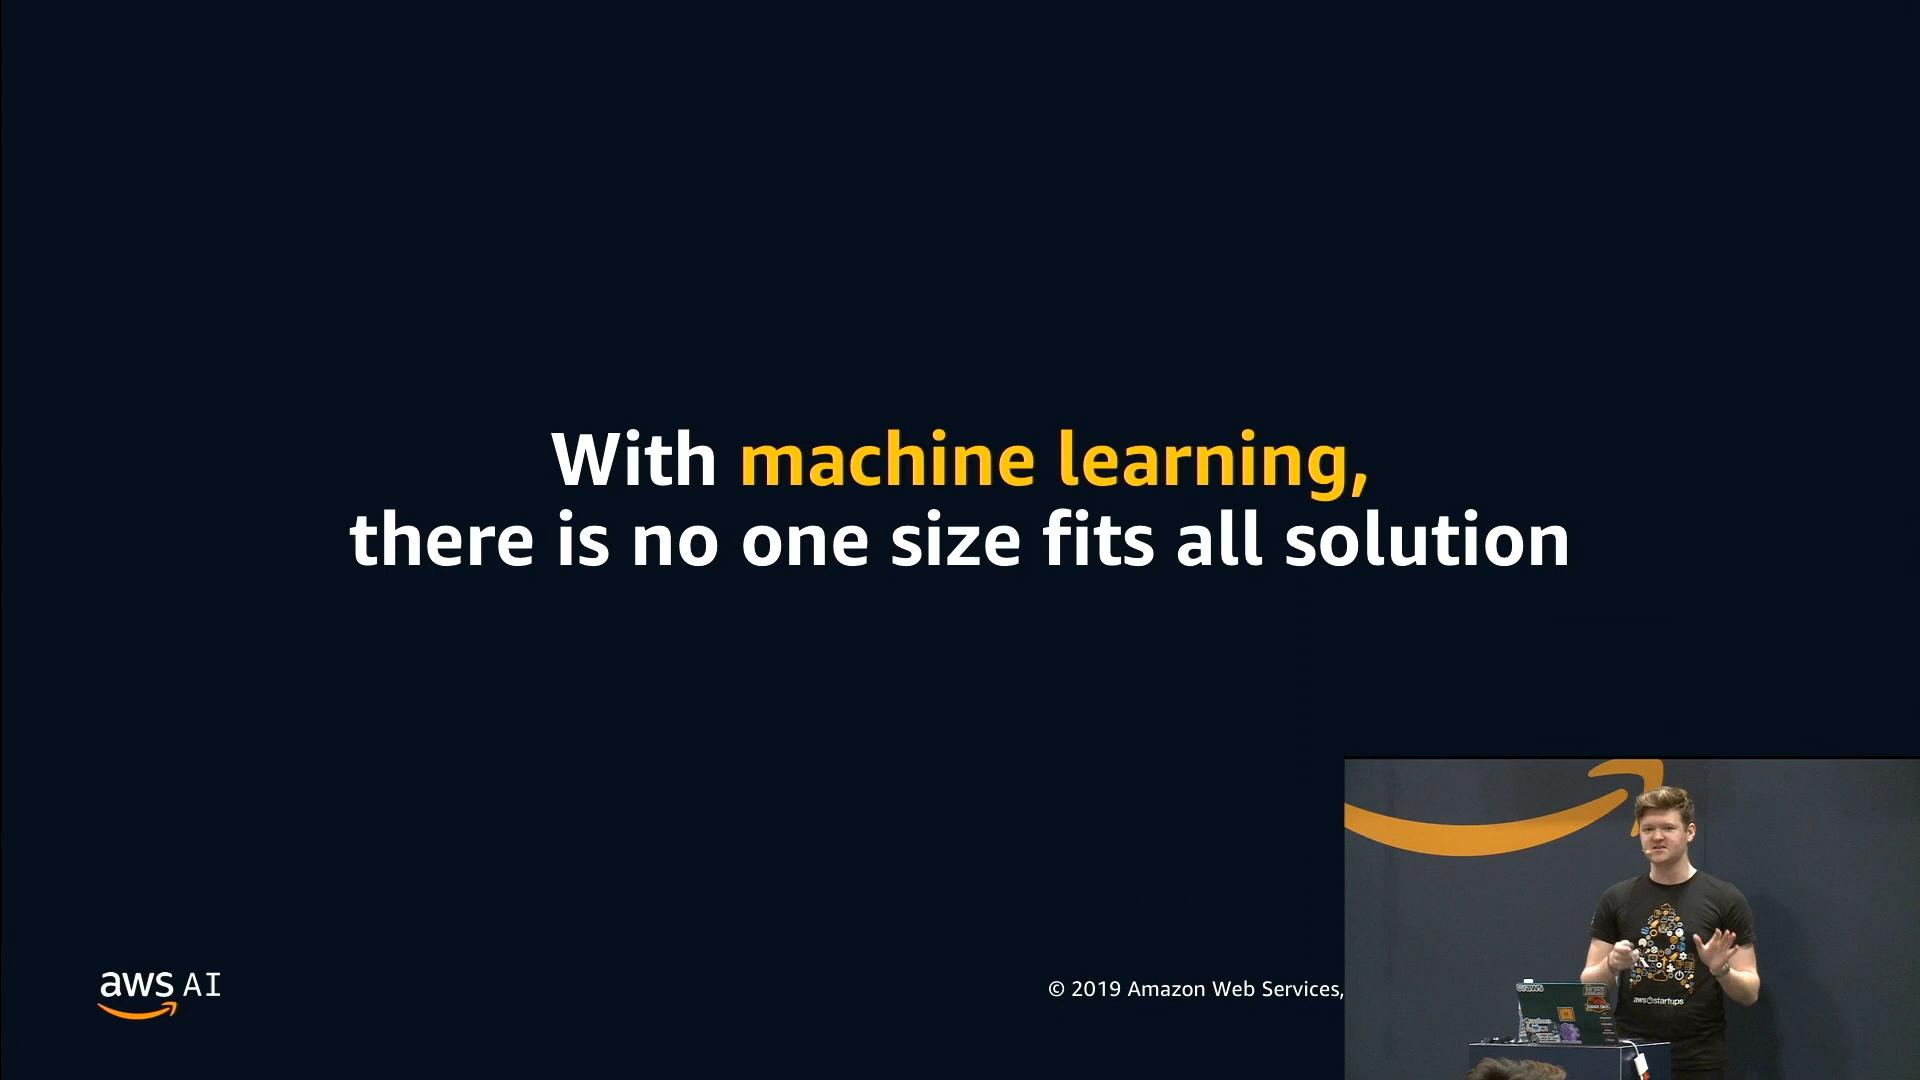 With machine learning,
there is no one size fits all solution
aws AI
© 2019 Amazon Web Services,
aws startups